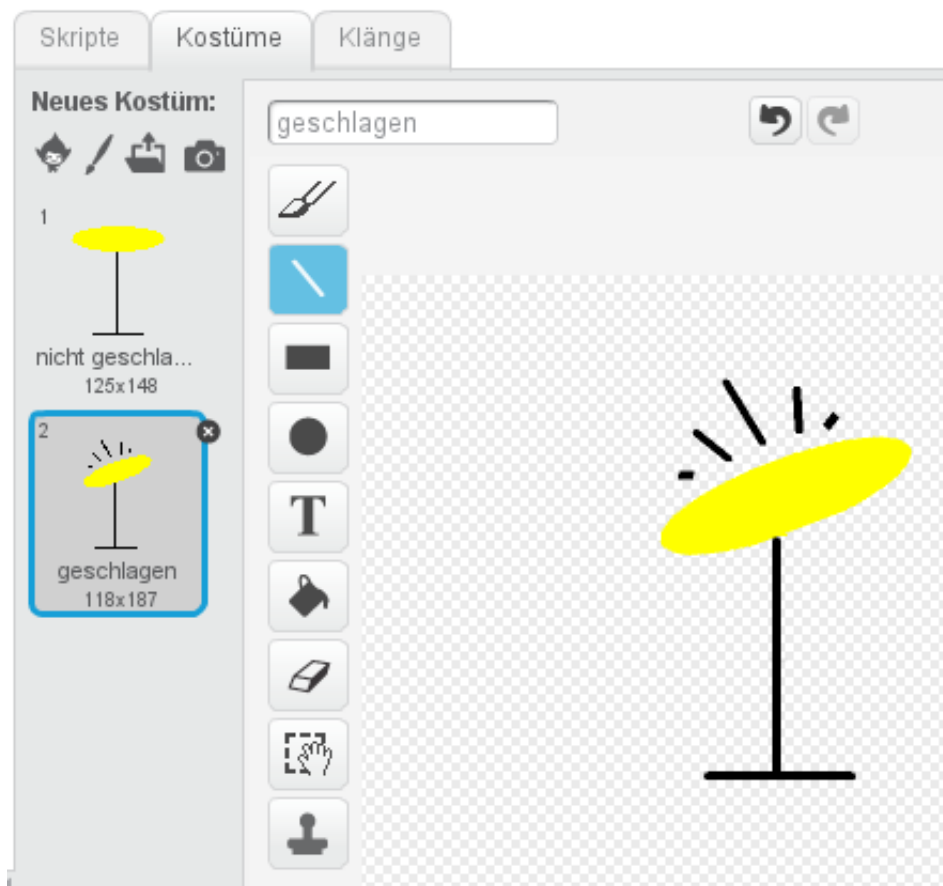 Skripte Kostüme Klänge
Neues Kostüm:
geschlagen
1
nicht geschla...
125x148
2
geschlagen
118x187
T